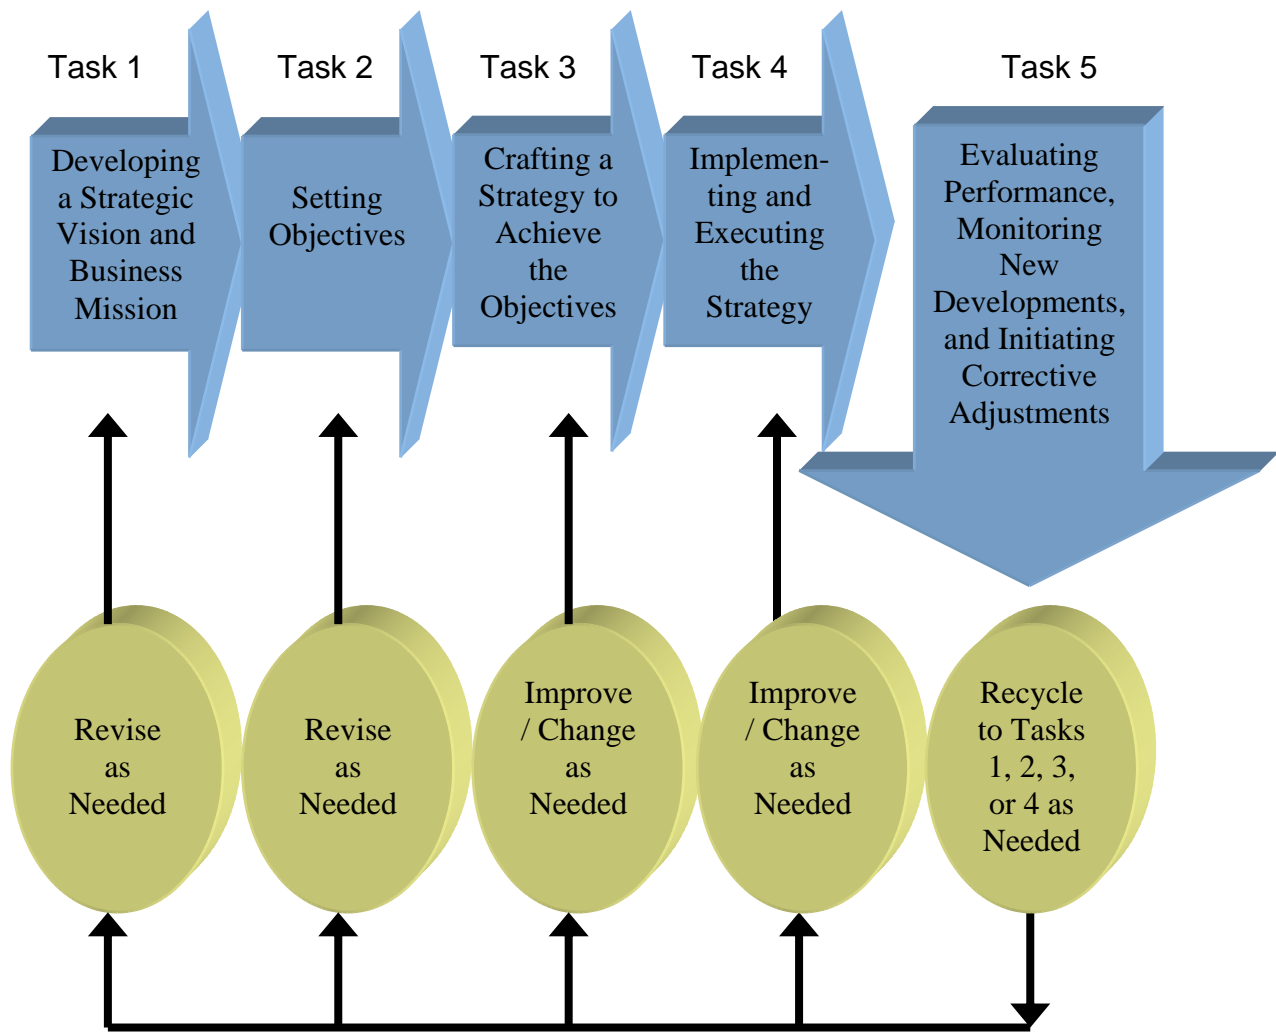 Task 1
Task 2
Task 3
Task 4
Task 5
Developing
a Strategic
Vision and
Business
Mission
Setting
Objectives
Crafting a
Strategy to
Achieve
the
Objectives
Implemen-
ting and
Executing
the
Strategy
Evaluating
Performance,
Monitoring
New
Developments,
and Initiating
Corrective
Adjustments
Revise
as
Needed
Revise
as
Needed
Improve
/ Change
as
Needed
Improve
/ Change
as
Needed
Recycle
to Tasks
1, 2, 3,
or 4 as
Needed